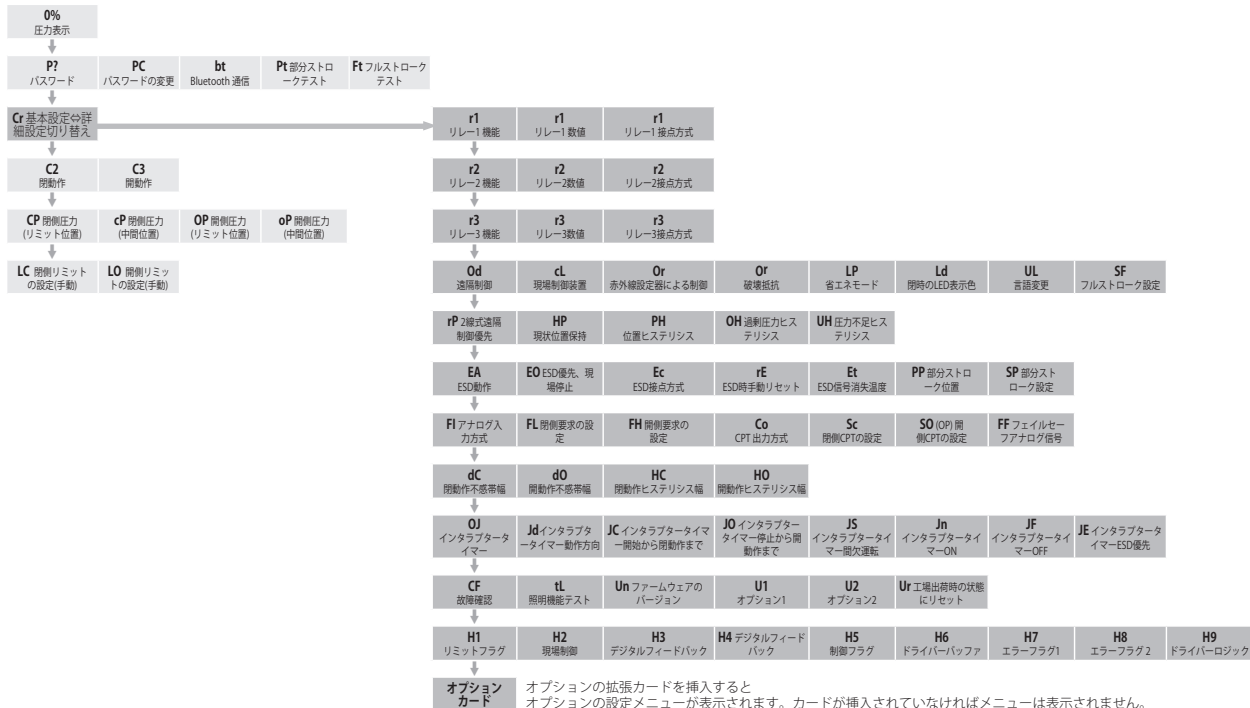 0%
圧力表示
P?
パスワード
PC
パスワードの変更
bt
Bluetooth 通信
Pt 部分ストロ
ークテスト
Ft フルストローク
テスト
Cr 基本設定⇔詳
細設定切り替え
r1
リレー1 機能
r1
リレー1 数値
r1
リレー1 接点方式
C2
閉動作
C3
開動作
r2
リレー2 機能
r2
リレー2数値
r2
リレー2接点方式
CP 閉側圧力
(リミット位置)
cP 閉側圧力
(中間位置)
OP 開側圧力
(リミット位置)
oP 開側圧力
(中間位置)
r3
リレー3 機能
r3
リレー3数値
r3
リレー3接点方式
LC 閉側リミット
の設定(手動)
LO 開側リミッ
トの設定(手動)
Od
遠隔制御
cL
現場制御装置
Or
赤外線設定器による制御
Or
破壊抵抗
LP
省エネモード
Ld
閉時のLED表示色
UL
言語変更
SF
フルストローク設定
rP 2線式遠隔
制御優先
HP
現状位置保持
PH
位置ヒステリシス
OH 過剰圧力ヒス
テリシス
UH 圧力不足ヒス
テリシス
EA
ESD動作
EO ESD優先、現
場停止
Ec
ESD接点方式
rE
ESD時手動リセット
Et
ESD信号消失温度
PP 部分ストロ
ーク位置
SP 部分スト
ローク設定
FI アナログ入
力方式
FL 閉側要求の設
定
FH 開側要求の
設定
Co
CPT 出力方式
Sc
閉側CPTの設定
SO (OP) 開
側CPTの設定
FF フェイルセー
フアナログ信号
dC
閉動作不感帯幅
dO
開動作不感帯幅
HC
閉動作ヒステリシス幅
HO
開動作ヒステリシス幅
OJ
インタラプタータ
イマー
Jdインタラプタ
ータイマー動作方向
JC インタラプタータイマ
ー開始から閉動作まで
JO インタラプター
タイマー停止から開
動作まで
JS
インタラプタータイ
マー間欠運転
Jn
インタラプタータイ
マーON
JF
インタラプタータイ
マーOFF
JE インタラプタータ
イマーESD優先
CF
故障確認
tL
照明機能テスト
Un ファームウェアの
バージョン
U1
オプション1
U2
オプション2
Ur 工場出荷時の状態
にリセット
H1
リミットフラグ
H2
現場制御
H3
デジタルフィードバック
H4 デジタルフィード
バック
H5
制御フラグ
H6
ドライバーバッファ
H7
エラーフラグ1
H8
エラーフラグ 2
H9
ドライバーロジック
オプション
カード
オプションの拡張カードを挿入すると
オプションの設定メニューが表示されます。カードが挿入されていなければメニューは表示されません。